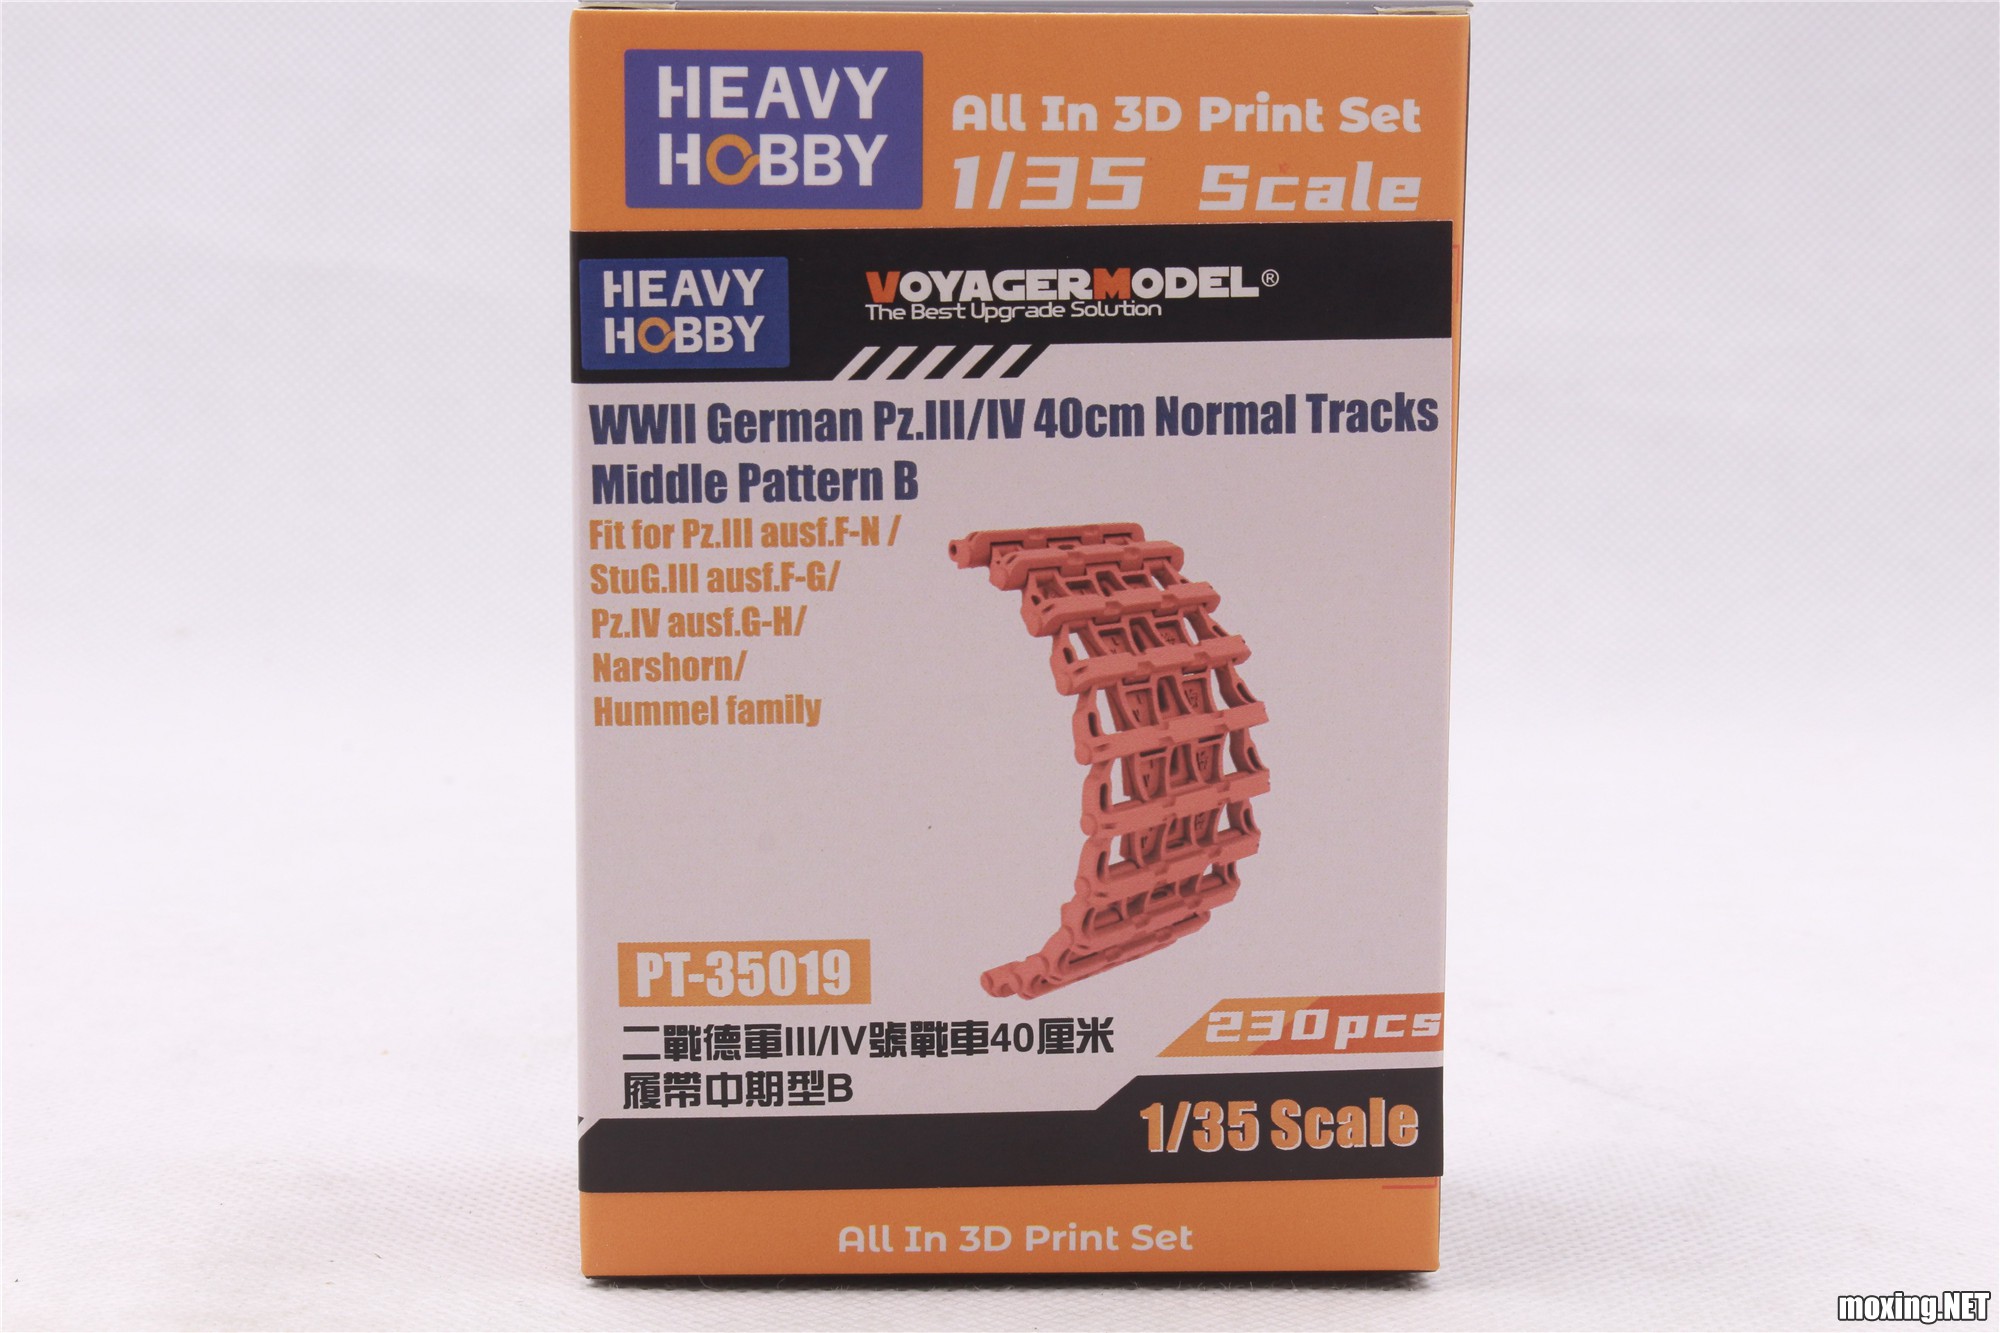 HEAVY
HOBBY
All In 3D Print Set
1/35 Scale
HEAVY
HOBBY
VOYAGERMODEL®
The Best Upgrade Solution
WWII German Pz.III/IV 40cm Normal Tracks
Middle Pattern B
Fit for Pz.III ausf.F-N /
StuG.III ausf.F-G/
Pz.IV ausf.G-H/
Narshorn/
Hummel family
PT-35019
二戰德軍III/IV號戰車40厘米
履帶中期型B
230pcs
1/35 Scale
All In 3D Print Set
moxing.NET